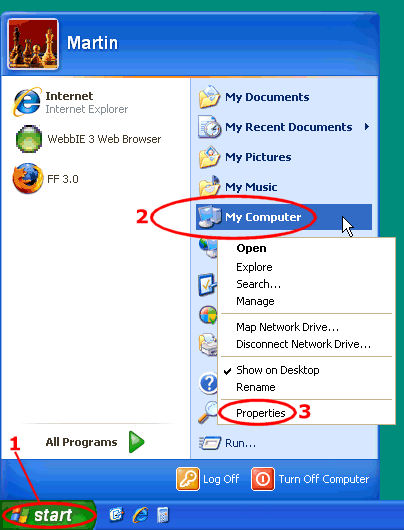 Martin
Internet
Internet Explorer
WebbIE 3 Web Browser
FF 3.0
My Documents
My Recent Documents
My Pictures
My Music
2
My Computer
Open
Explore
Search...
Manage
Map Network Drive...
Disconnect Network Drive...
Show on Desktop
Rename
Properties
3
Run...
All Programs
1
Log Off
Turn Off Computer
start